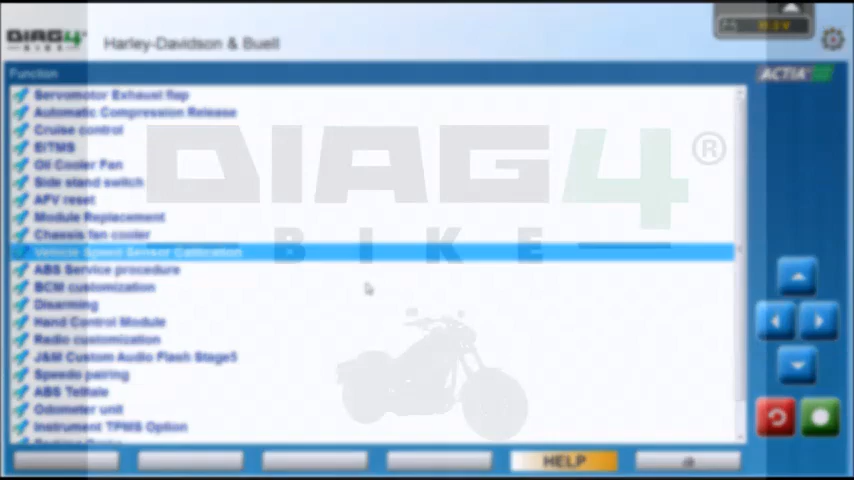 DIAG4
BIKE
Harley-Davidson & Buell
Function
ACTIA
Servomotor Exhaust flap
Automatic Compression Release
Cruise control
EITMS
Oil Cooler Fan
Side stand switch
AFV reset
Module Replacement
Chassis fan cooler
Vehicle Speed Sensor Calibration
ABS Service procedure
BCM customization
Disarming
Hand Control Module
Radio customization
J&M Custom Audio Flash Stage5
Speedo pairing
ABS Telltale
Odometer unit
Instrument TPMS Option
DIAG4®
BIKE
HELP